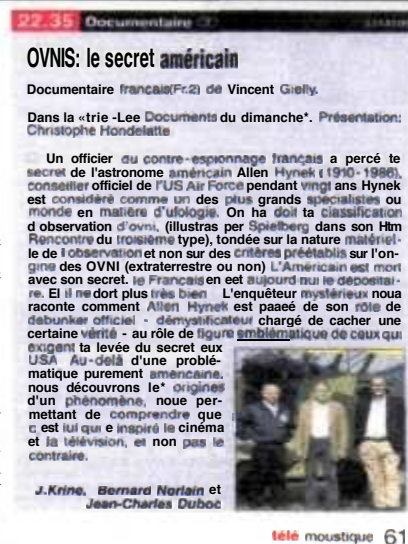 22.35 Documentaire
OVNIS: le secret américain
Documentaire francais(Fr.2) de Vincent Gielly.
Dans la «trie -Lee Documents du dimanche*. Présentation:
Christophe Hondelatte
Un officier du contre-espionnage français a percé te
secret de l'astronome américain Allen Hynek (1910-1986),
conseiller officiel de l'US Air Force pendant vingt ans Hynek
est considéré comme un des plus grands spécialistes ou
monde en matière d'ufologie. On ha doil ta classification
d observation d'ovni, (illustras per Spielberg dans son Htm
Rencontre du troisième type), tondée sur la nature matériel-
le de l observation et non sur des critères préétablis sur l'on-
gine des OVNI (extraterrestre ou non) L'Américain est mort
avec son secret. le Francais en eet aujourd nui le dépositai-
re. El il ne dort plus très bien L'enquêteur mystérieux noua
raconte comment Allen Hynek est paaeé de son rôle de
debunker officiel - démystificateur chargé de cacher une
certaine vérité - au rôle de figure emblématique de ceux qui
exigent ta levée du secret eux
USA Au-delà d'une problé-
matique purement amencaine,
nous découvrons le* origines
d'un phénomène, noue per-
mettant de comprendre que
c est lui qui e inspiré le cinéma
et la télévision, et non pas le
contraire.
J.Krine, Bernard Norlain et
Jean-Charles Duboc
télé moustique 61